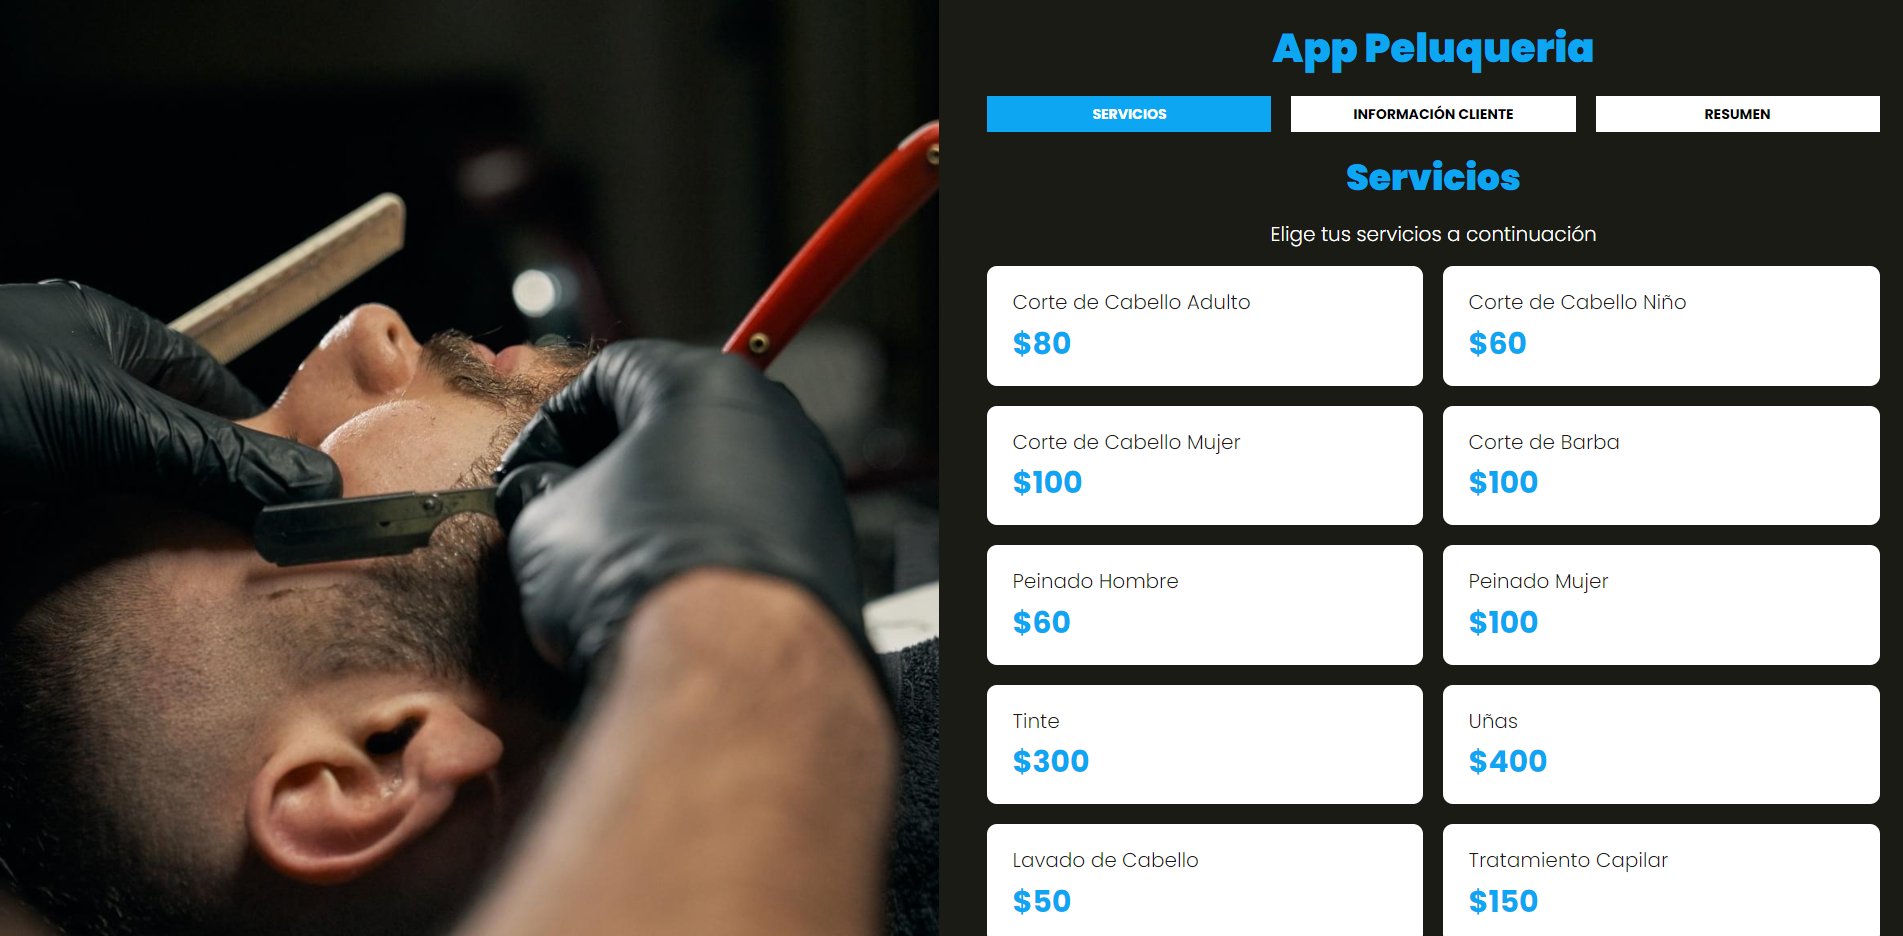 App Peluqueria
SERVICIOS
INFORMACIÓN CLIENTE
RESUMEN
Servicios
Elige tus servicios a continuación
Corte de Cabello Adulto
$80
Corte de Cabello Niño
$60
Corte de Cabello Mujer
$100
Corte de Barba
$100
Peinado Hombre
$60
Peinado Mujer
$100
Tinte
$300
Uñas
$400
Lavado de Cabello
$50
Tratamiento Capilar
$150